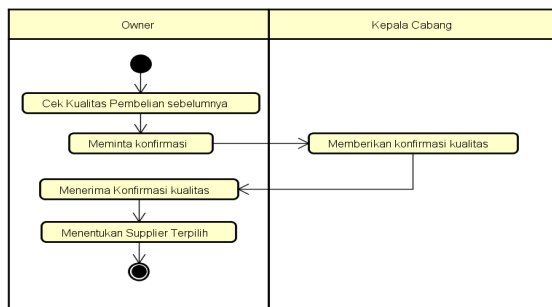 Owner
Kepala Cabang
Cek Kualitas Pembelian sebelumnya
Meminta konfirmasi
Memberikan konfirmasi kualitas
Menerima Konfirmasi kualitas
Menentukan Supplier Terpilih